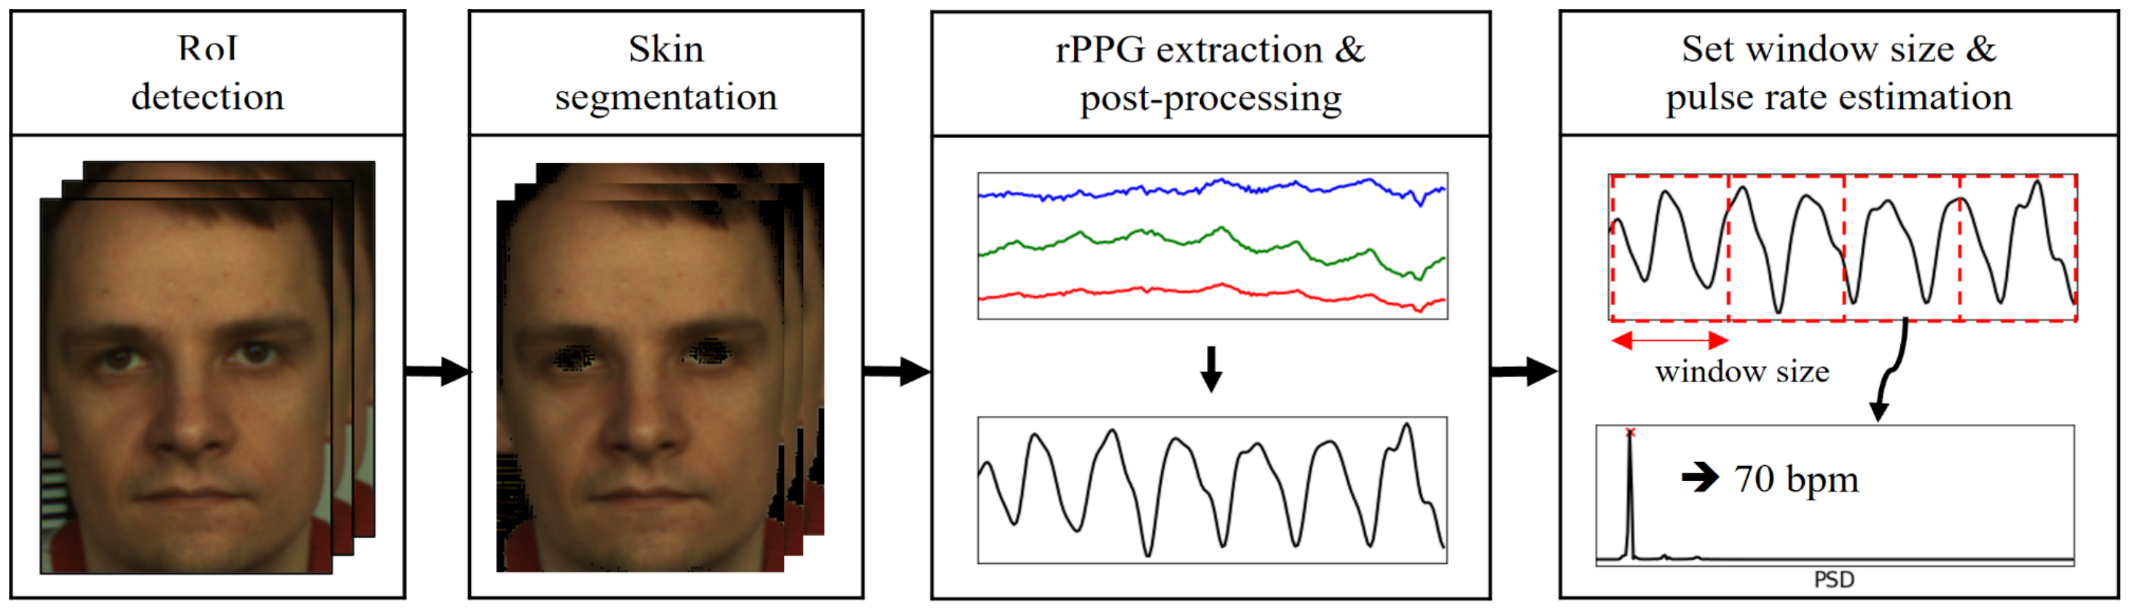 RoI
detection
Skin
segmentation
rPPG extraction &
post-processing
Set window size &
pulse rate estimation
window size
➔ 70 bpm
PSD